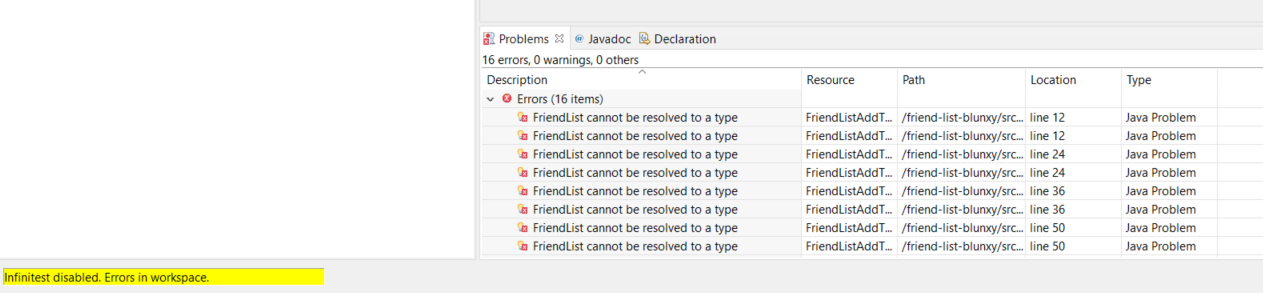 Problems Javadoc Declaration
16 errors, 0 warnings, 0 others
Description Resource Path Location Type
Errors (16 items)
FriendList cannot be resolved to a type FriendListAddT... /friend-list-blunxy/src... line 12 Java Problem
FriendList cannot be resolved to a type FriendListAddT... /friend-list-blunxy/src... line 12 Java Problem
FriendList cannot be resolved to a type FriendListAddT... /friend-list-blunxy/src... line 24 Java Problem
FriendList cannot be resolved to a type FriendListAddT... /friend-list-blunxy/src... line 24 Java Problem
FriendList cannot be resolved to a type FriendListAddT... /friend-list-blunxy/src... line 36 Java Problem
FriendList cannot be resolved to a type FriendListAddT... /friend-list-blunxy/src... line 36 Java Problem
FriendList cannot be resolved to a type FriendListAddT... /friend-list-blunxy/src... line 50 Java Problem
FriendList cannot be resolved to a type FriendListAddT... /friend-list-blunxy/src... line 50 Java Problem
Infinitest disabled. Errors in workspace.